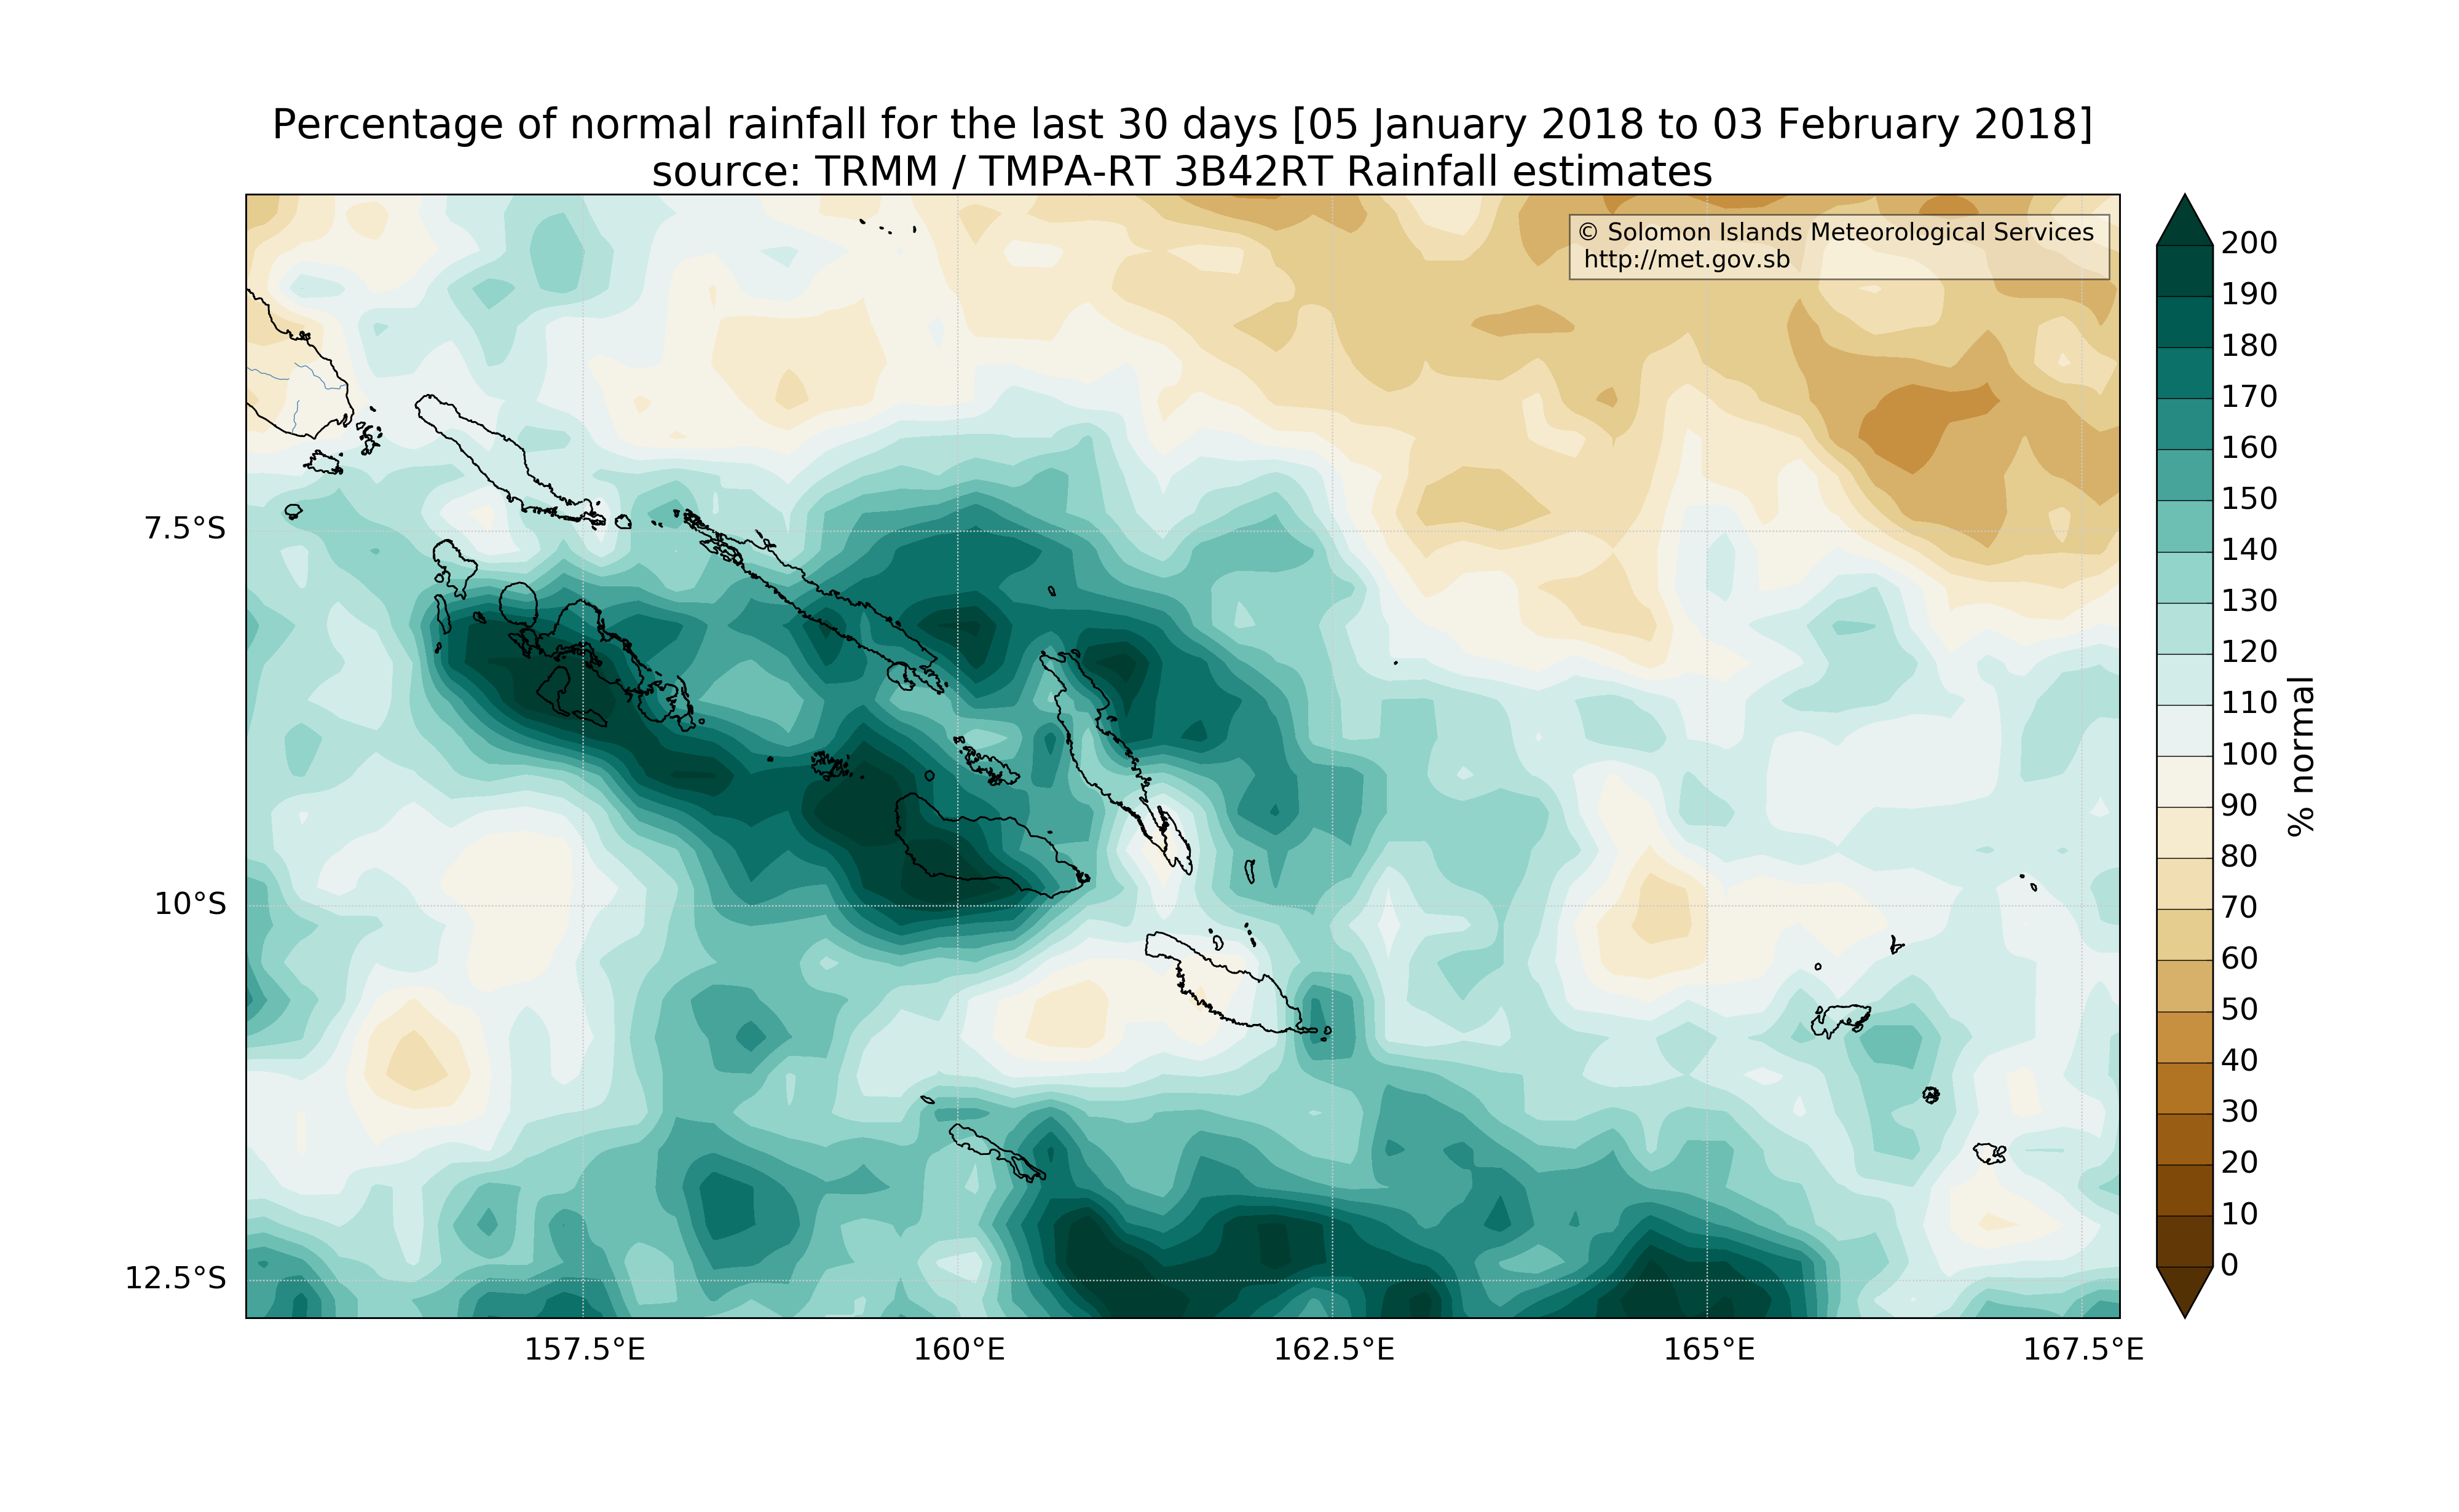 Percentage of normal rainfall for the last 30 days [05 January 2018 to 03 February 2018]
source: TRMM / TMPA-RT 3B42RT Rainfall estimates
© Solomon Islands Meteorological Services
http://met.gov.sb
7.5°S
10°S
12.5°S
157.5°E
160°E
162.5°E
165°E
167.5°E
200
190
180
170
160
150
140
130
120
110
100
90
80
70
60
50
40
30
20
10
0
% normal